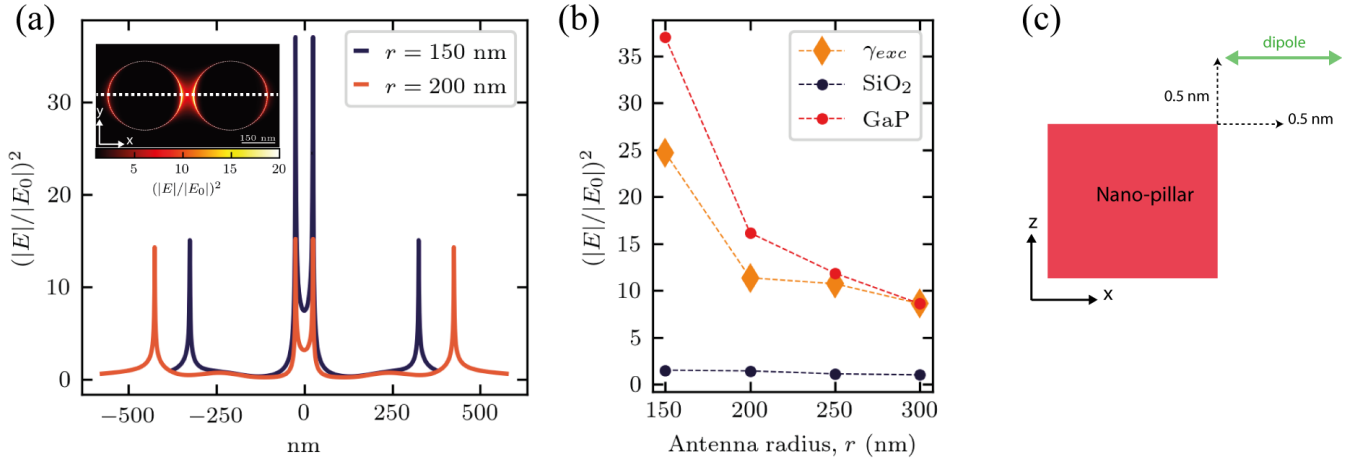 (a)
(|E|/|E₀|)²
30
20
10
0
−500
−250
0
250
500
nm
r = 150 nm
r = 200 nm
y
x
150 nm
5
10
15
20
(|E|/|E₀|)²
(b)
(|E|/|E₀|)²
35
30
25
20
15
10
5
0
150
200
250
300
Antenna radius, r (nm)
γexc
SiO₂
GaP
(c)
dipole
0.5 nm
0.5 nm
Nano-pillar
z
x